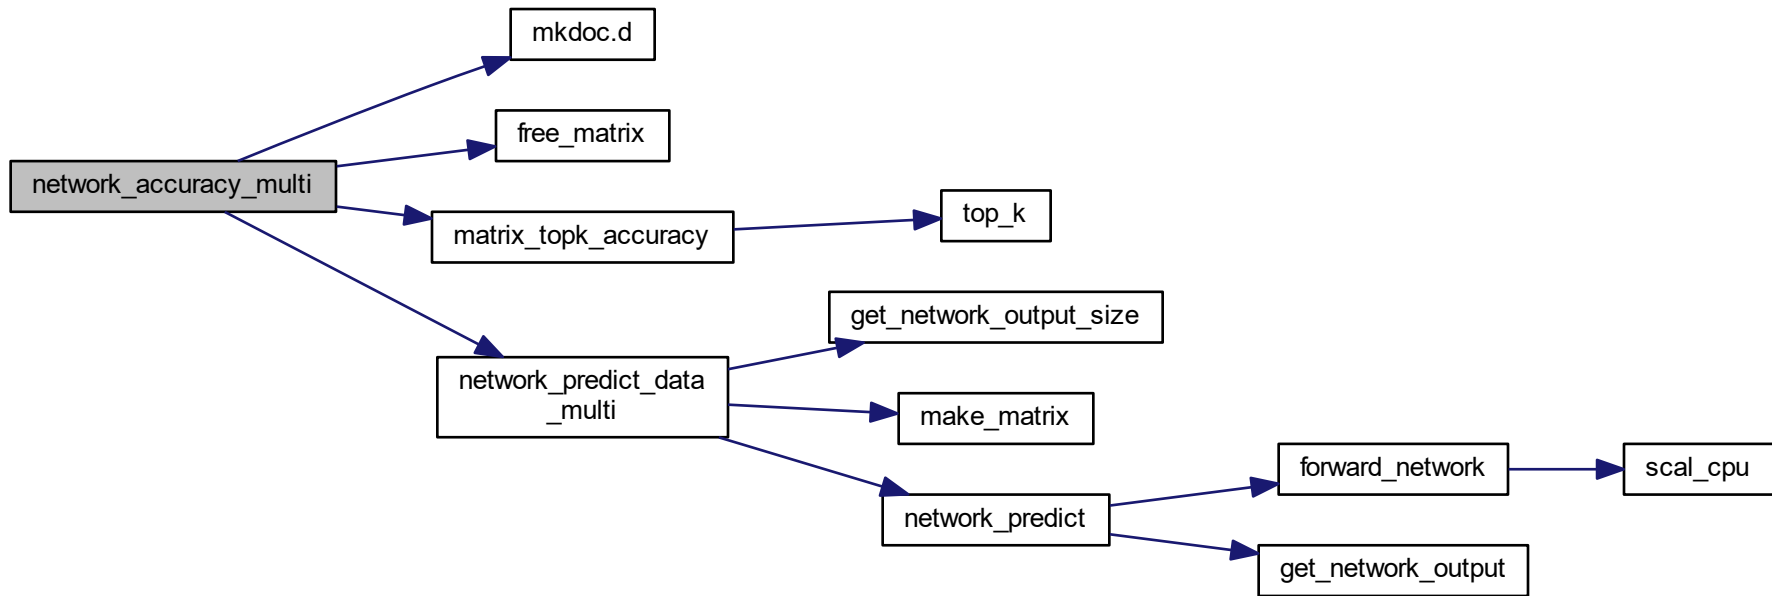 mkdoc.d
free_matrix
network_accuracy_multi
matrix_topk_accuracy
top_k
get_network_output_size
network_predict_data
_multi
make_matrix
forward_network
scal_cpu
network_predict
get_network_output